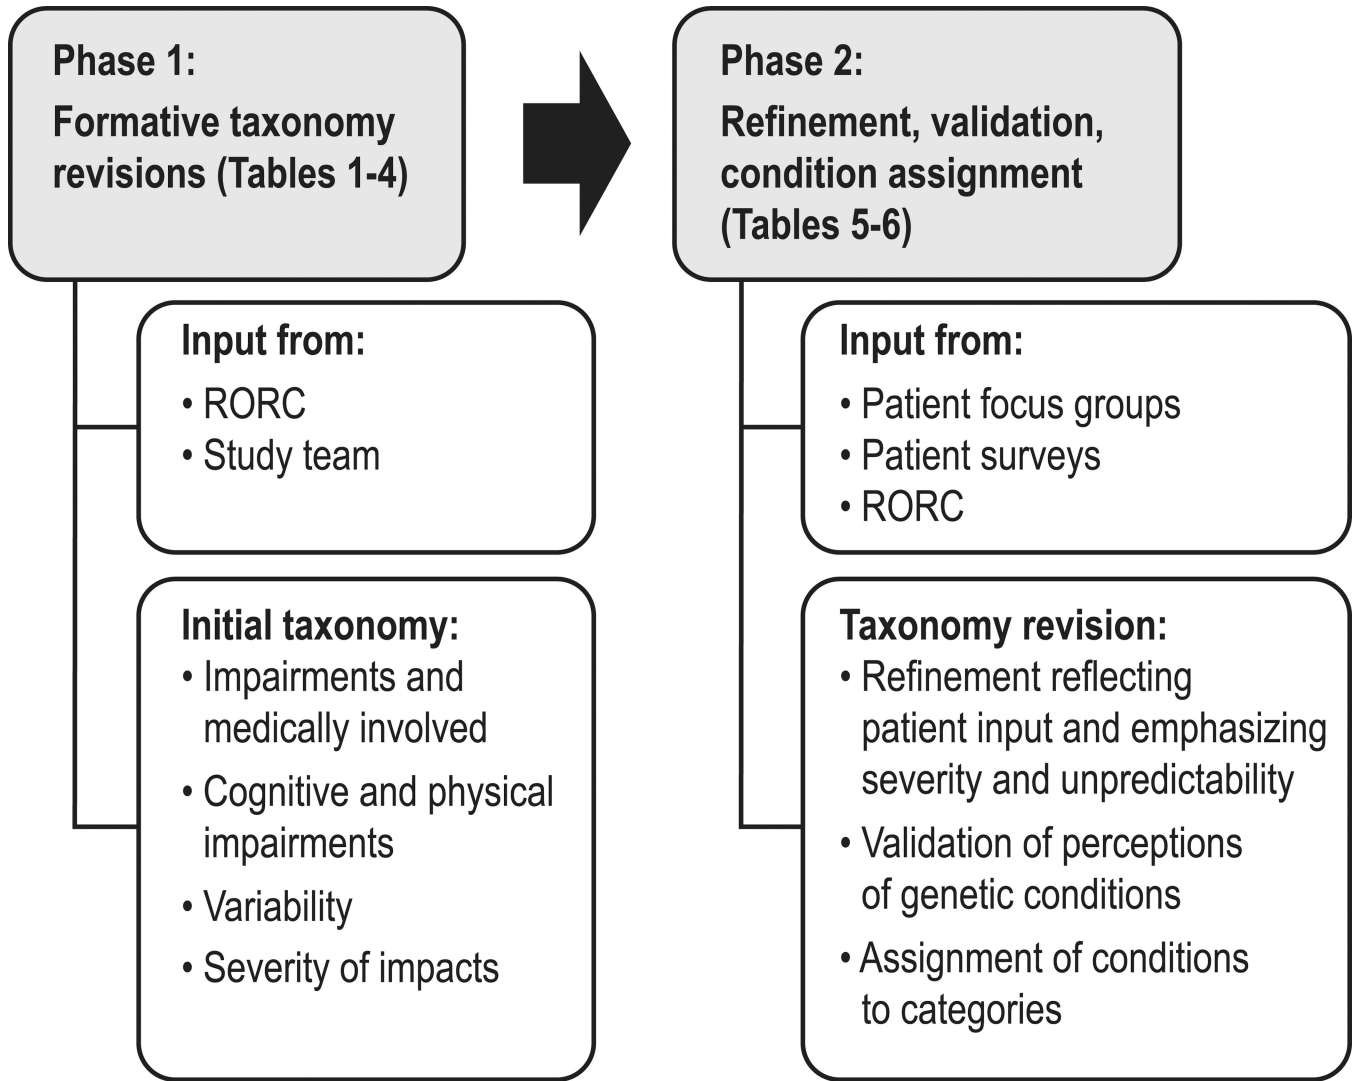 Phase 1:
Formative taxonomy
revisions (Tables 1-4)
Input from:
• RORC
• Study team
Initial taxonomy:
• Impairments and
medically involved
• Cognitive and physical
impairments
• Variability
• Severity of impacts
Phase 2:
Refinement, validation,
condition assignment
(Tables 5-6)
Input from:
• Patient focus groups
• Patient surveys
• RORC
Taxonomy revision:
• Refinement reflecting
patient input and emphasizing
severity and unpredictability
• Validation of perceptions
of genetic conditions
• Assignment of conditions
to categories